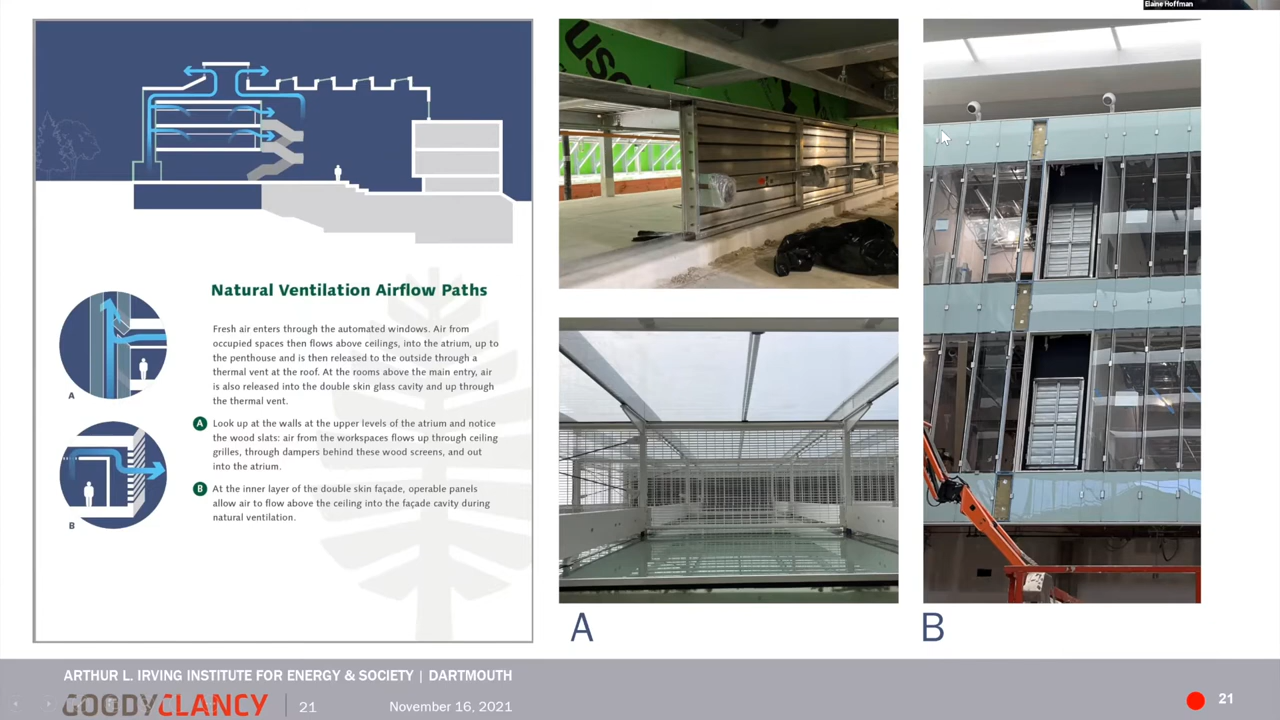 Elaine Hoffman
use
Natural Ventilation Airflow Paths
Fresh air enters through the automated windows. Air from
occupied spaces then flows above ceilings, into the atrium, up to
the penthouse and is then released to the outside through a
thermal vent at the roof. At the rooms above the main entry, air
is also released into the double skin glass cavity and up through
the thermal vent.
A
A Look up at the walls at the upper levels of the atrium and notice
the wood slats: air from the workspaces flows up through ceiling
grilles, through dampers behind these wood screens, and out
into the atrium.
B At the inner layer of the double skin façade, operable panels
allow air to flow above the ceiling into the façade cavity during
natural ventilation.
B
A
B
ARTHUR L. IRVING INSTITUTE FOR ENERGY & SOCIETY | DARTMOUTH
GOODYCLANCY
21
November 16, 2021
21